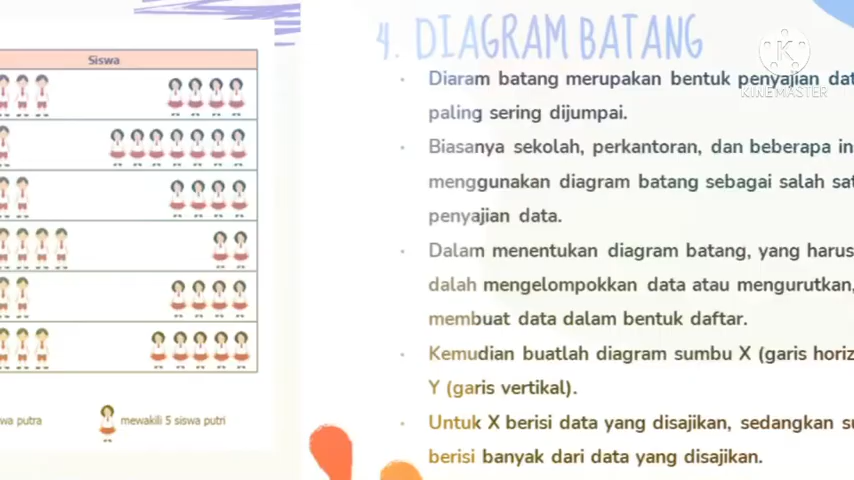 Siswa
wa putra
mewakili 5 siswa putri
4. DIAGRAM BATANG
KINEMASTER
Diaram batang merupakan bentuk penyajian dat
paling sering dijumpai.
Biasanya sekolah, perkantoran, dan beberapa in
menggunakan diagram batang sebagai salah sat
penyajian data.
Dalam menentukan diagram batang, yang harus
dalah mengelompokkan data atau mengurutkan,
membuat data dalam bentuk daftar.
Kemudian buatlah diagram sumbu X (garis horiz
Y (garis vertikal).
Untuk X berisi data yang disajikan, sedangkan su
berisi banyak dari data yang disajikan.